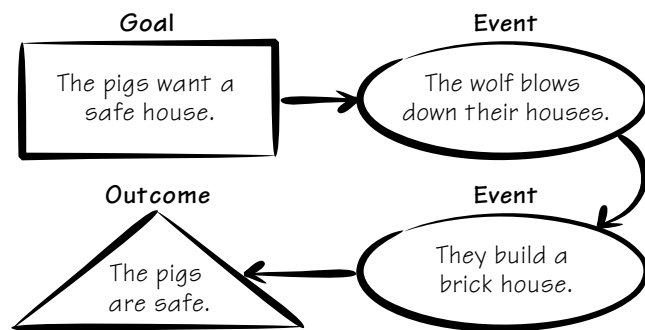 Goal
The pigs want a
safe house.
Event
The wolf blows
down their houses.
Event
They build a
brick house.
Outcome
The pigs
are safe.